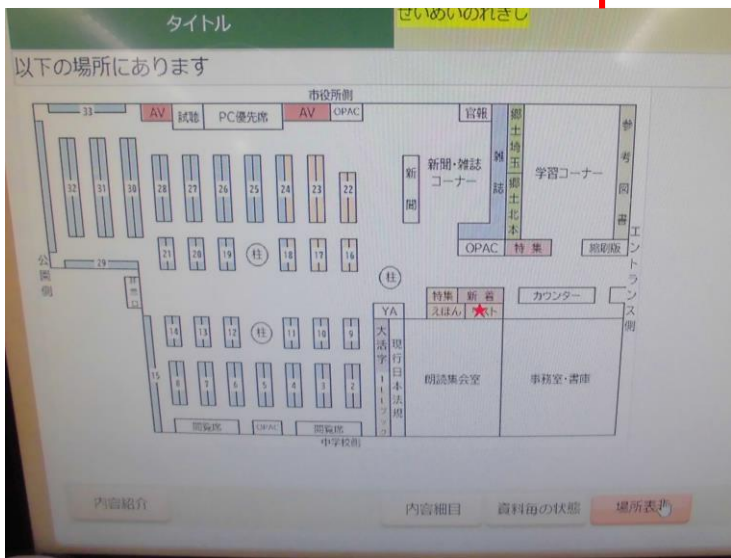 タイトル
せいめいのれきし
以下の場所にあります
市役所側
33
AV
試聴
PC優先席
AV
OPAC
官報
郷土埼玉
郷土北本
参考図書
雑誌
新聞・雑誌
コーナー
学習コーナー
新聞
32
31
30
28
27
26
25
24
23
22
21
20
19
柱
18
17
16
OPAC
特集
縮刷版
エントランス側
公園側
29
柱
特集
新着
カウンター
えほん
YA
14
13
12
柱
11
10
9
大活字
現行日本法規
朗読集会室
事務室・書庫
15
8
7
6
5
4
3
2
閲覧席
OPAC
閲覧席
中学校側
内容紹介
内容細目
資料毎の状態
場所表